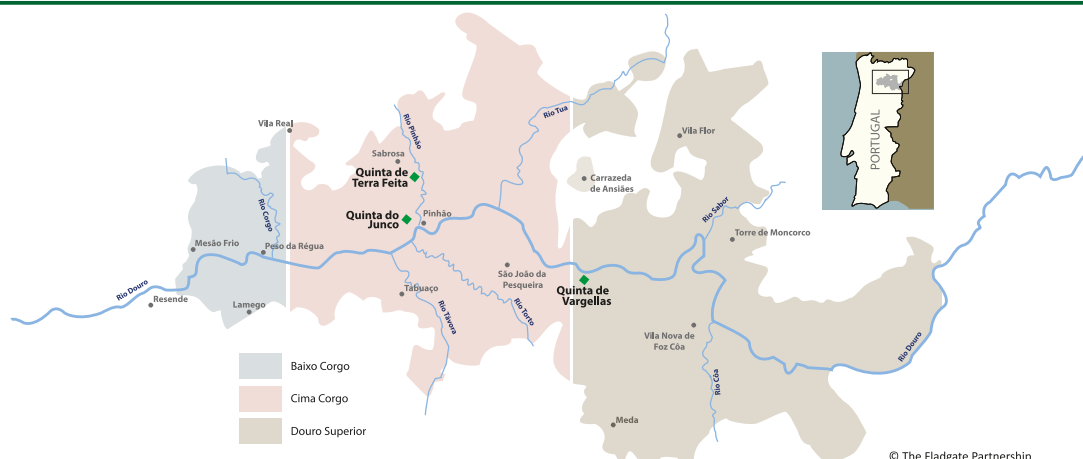 Vila Real
Rio Pinhão
Rio Tua
Sabrosa
Vila Flor
PORTUGAL
Quinta de
Terra Feita
Carrazeda
de Ansiães
Rio Corgo
Quinta do
Junco
Pinhão
Rio Sabor
Mesão Frio
Peso da Régua
Torre de Moncorco
São João da
Pesqueira
Rio Douro
Resende
Lamego
Tabuaço
Quinta de
Vargellas
Rio Távora
Rio Torto
Vila Nova de
Foz Côa
Rio Douro
Baixo Corgo
Rio Côa
Cima Corgo
Meda
Douro Superior
© The Fladgate Partnership